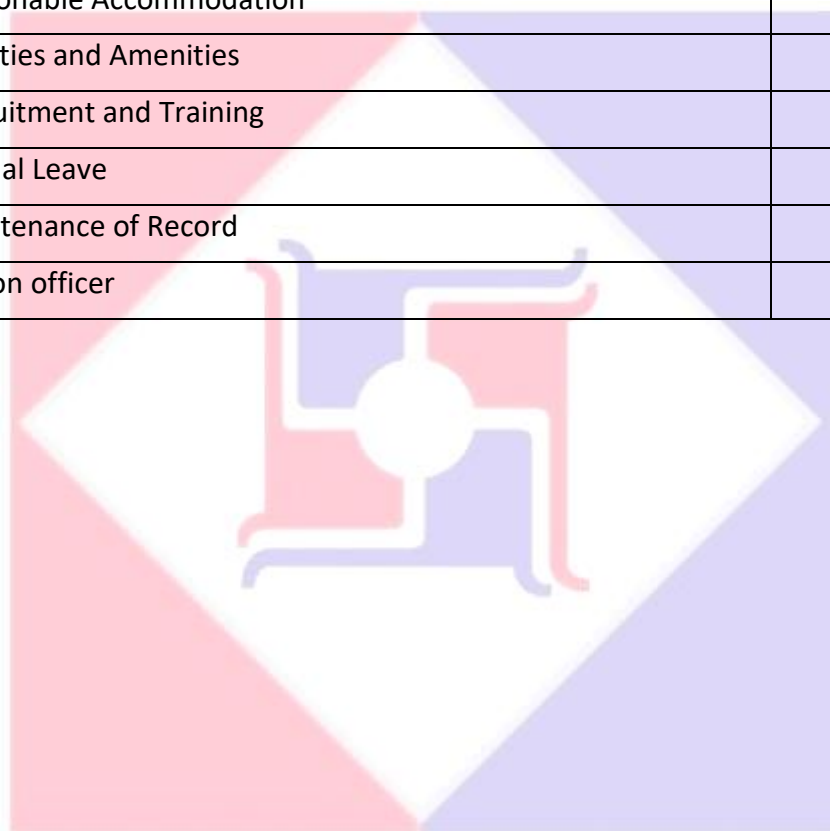 onable Accommodation
ties and Amenities
uitment and Training
al Leave
tenance of Record
on officer